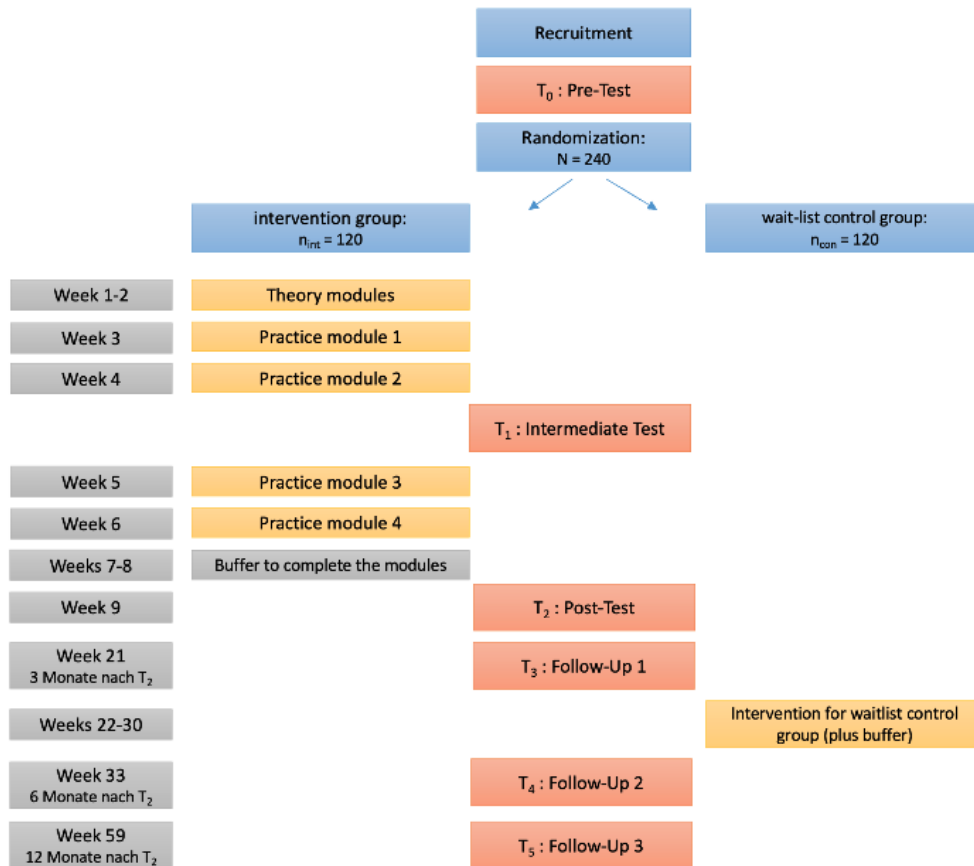 Recruitment
T₀ : Pre-Test
Randomization:
N = 240
intervention group:
nint = 120
wait-list control group:
ncon = 120
Week 1-2
Theory modules
Week 3
Practice module 1
Week 4
Practice module 2
T₁ : Intermediate Test
Week 5
Practice module 3
Week 6
Practice module 4
Weeks 7-8
Buffer to complete the modules
Week 9
T₂ : Post-Test
Week 21
3 Monate nach T₂
T₃ : Follow-Up 1
Weeks 22-30
Intervention for waitlist control
group (plus buffer)
Week 33
6 Monate nach T₂
T₄ : Follow-Up 2
Week 59
12 Monate nach T₂
T₅ : Follow-Up 3